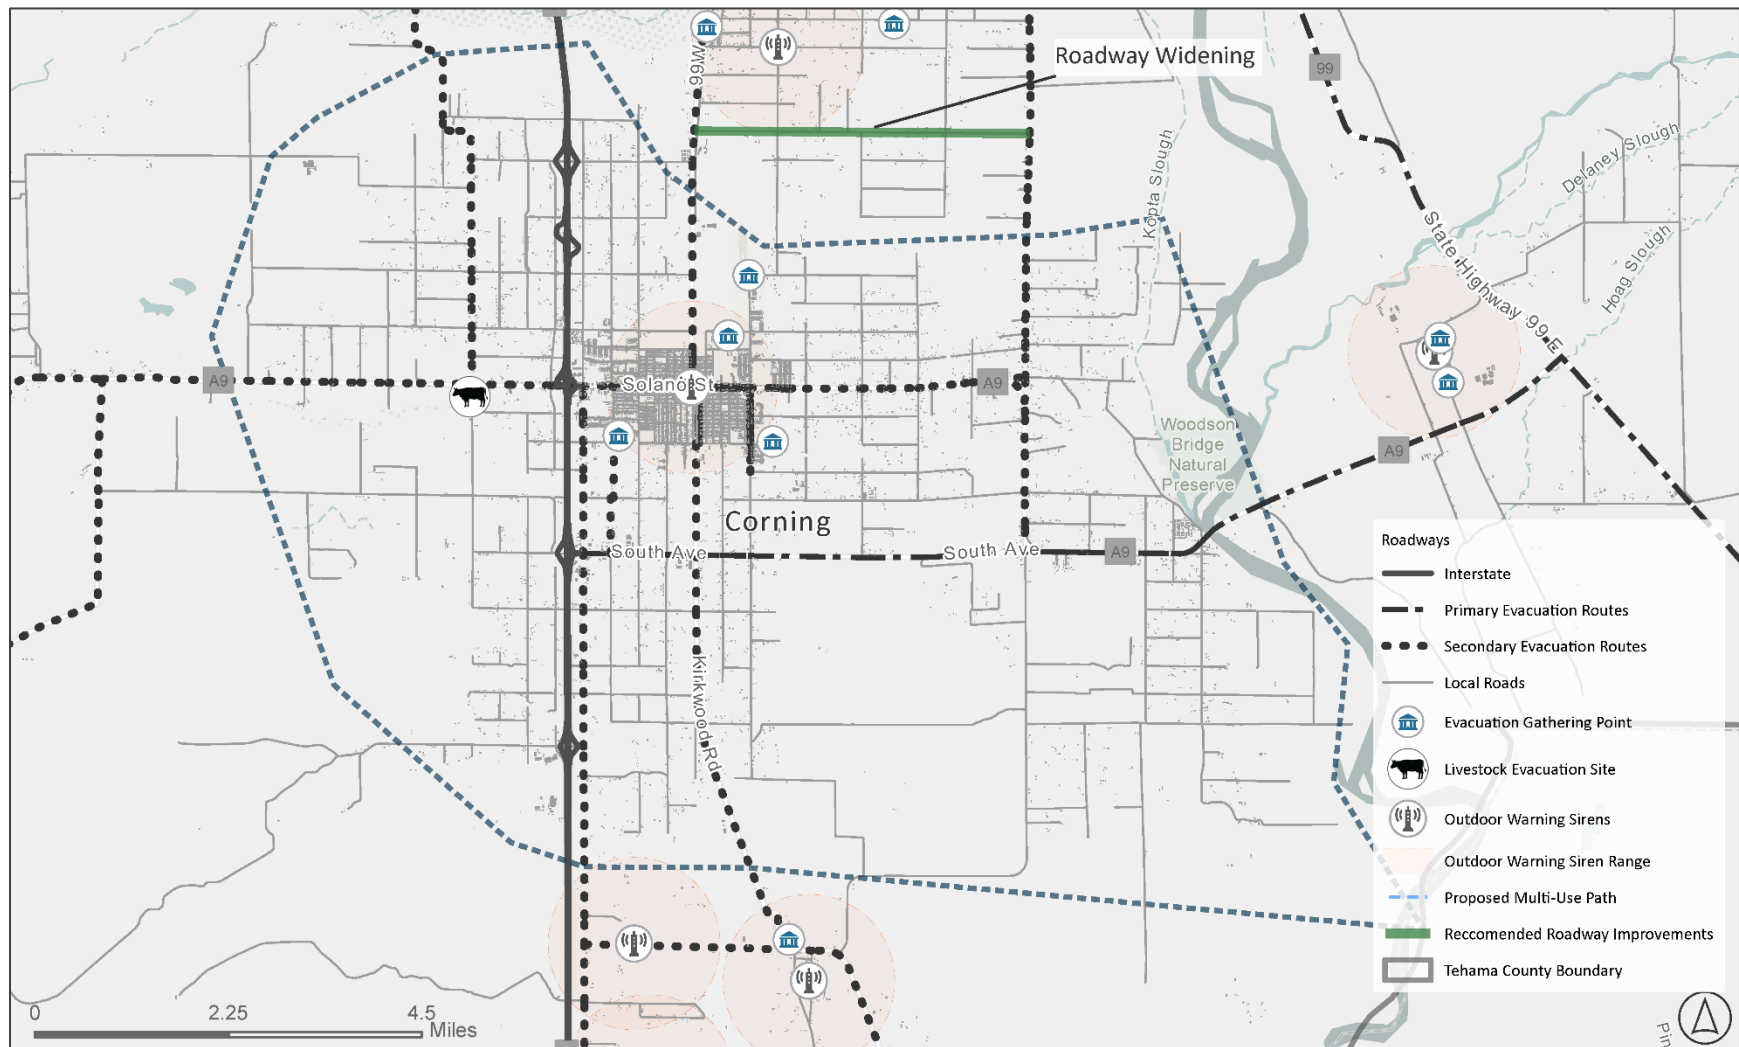 99W
Roadway Widening
99
Kopta Slough
Delaney Slough
State Highway 99 E
Hoag Slough
A9
Solano St
A9
Woodson
Bridge
Natural
Preserve
A9
Corning
South Ave
South Ave
A9
Kirkwood Rd
Roadways
Interstate
Primary Evacuation Routes
Secondary Evacuation Routes
Local Roads
Evacuation Gathering Point
Livestock Evacuation Site
Outdoor Warning Sirens
Outdoor Warning Siren Range
Proposed Multi-Use Path
Reccomended Roadway Improvements
Tehama County Boundary
0
2.25
4.5
Miles